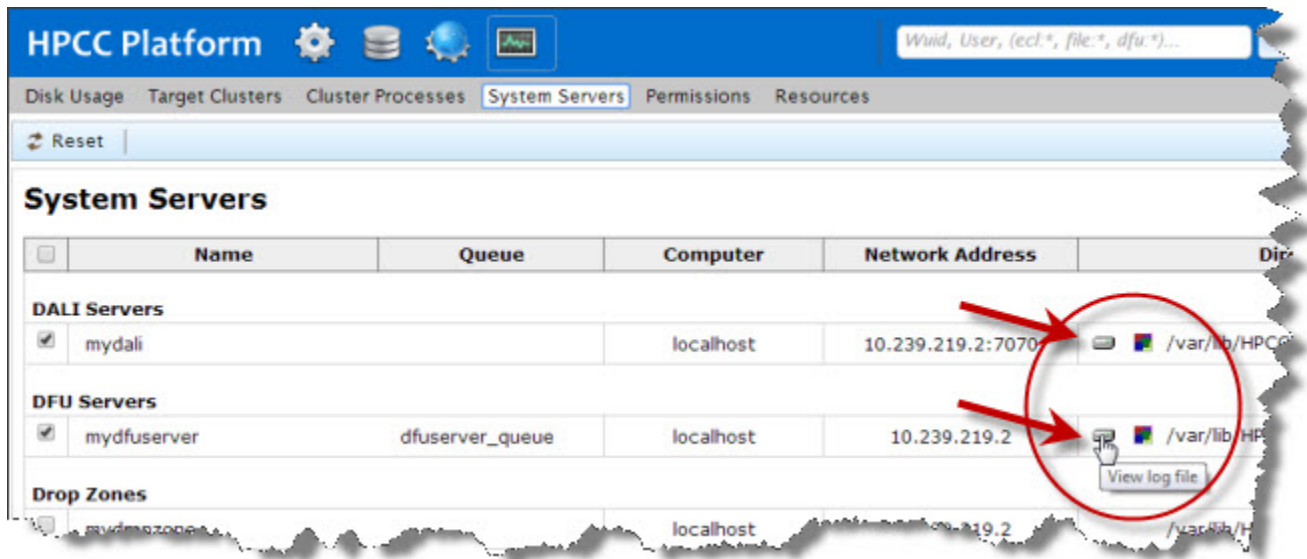 HPCC Platform
Wuid, User, (ecl:*, file:*, dfu:*)...
Disk Usage Target Clusters Cluster Processes System Servers Permissions Resources
Reset
System Servers
Name Queue Computer Network Address
DALI Servers
mydali localhost 10.239.219.2:7070 /var/lib/HPCC
DFU Servers
mydfuserver dfuserver_queue localhost 10.239.219.2 /var/lib/HP
View log file
Drop Zones
localhost